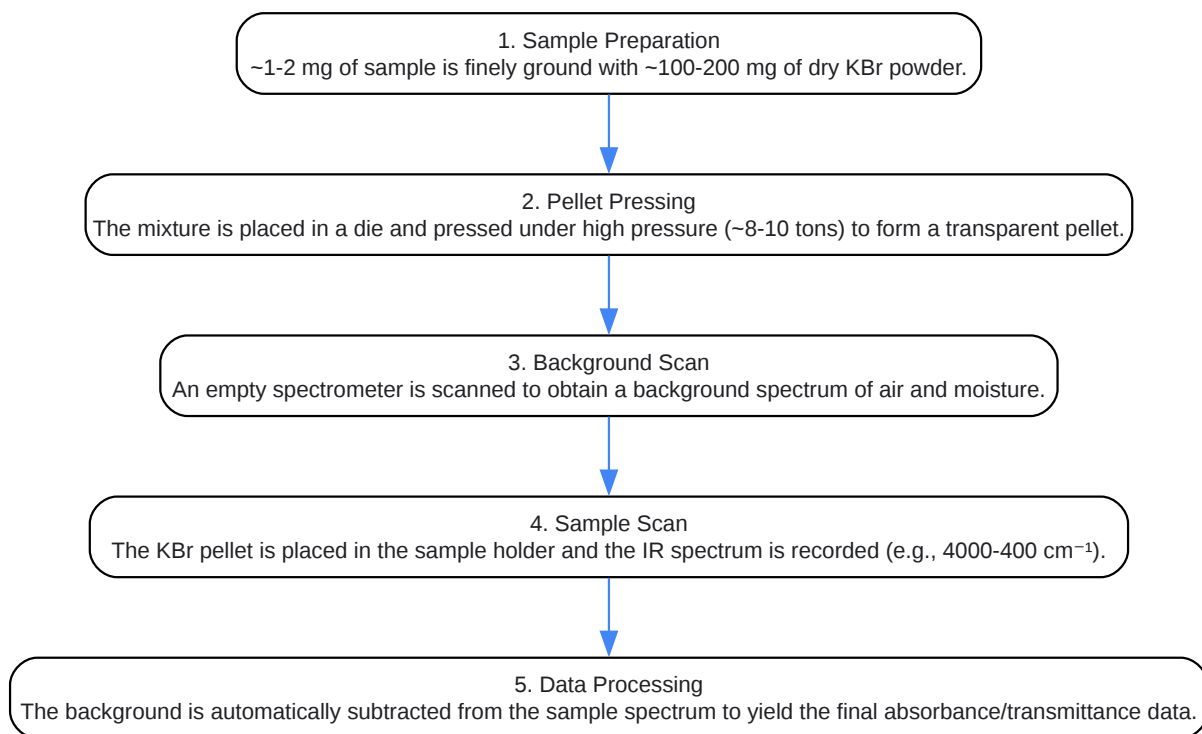 1. Sample Preparation
~1-2 mg of sample is finely ground with ~100-200 mg of dry KBr powder.
2. Pellet Pressing
The mixture is placed in a die and pressed under high pressure (~8-10 tons) to form a transparent pellet.
3. Background Scan
An empty spectrometer is scanned to obtain a background spectrum of air and moisture.
4. Sample Scan
The KBr pellet is placed in the sample holder and the IR spectrum is recorded (e.g., 4000-400 cm⁻¹).
5. Data Processing
The background is automatically subtracted from the sample spectrum to yield the final absorbance/transmittance data.